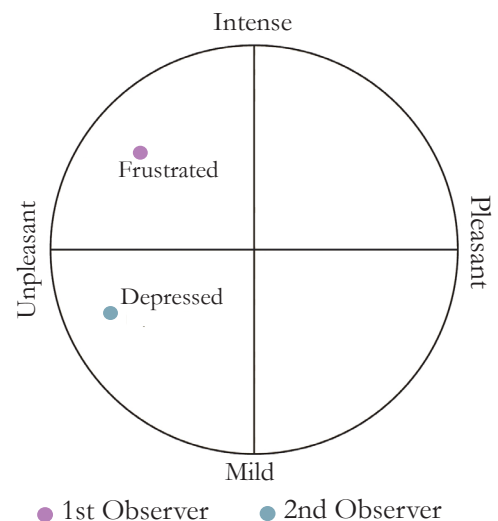 Intense
Frustrated
Unpleasant
Pleasant
Depressed
Mild
1st Observer
2nd Observer